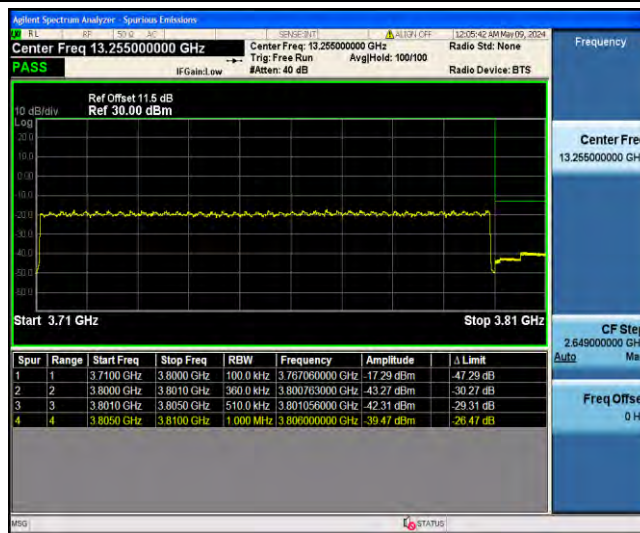 Agilent Spectrum Analyzer - Spurious Emissions
RL RF 50 Ω AC SENSE:INT ALIGN OFF 12:05:42 AM May 09, 2024
Center Freq 13.255000000 GHz
Center Freq: 13.255000000 GHz
Radio Std: None
Trig: Free Run Avg|Hold: 100/100
PASS
IFGain:Low
#Atten: 40 dB
Radio Device: BTS
Frequency
Ref Offset 11.5 dB
10 dB/div Ref 30.00 dBm
Log
20.0
10.0
0.00
-10.0
-20.0
-30.0
-40.0
-50.0
-60.0
Start 3.71 GHz
Stop 3.81 GHz
Center Fre
13.255000000 GH
CF Ste
2.649000000 GH
Auto Ma
Freq Offse
0 H
Spur Range Start Freq Stop Freq RBW Frequency Amplitude Δ Limit
1 1 3.7100 GHz 3.8000 GHz 100.0 kHz 3.767060000 GHz -17.29 dBm -47.29 dB
2 2 3.8000 GHz 3.8010 GHz 360.0 kHz 3.800763000 GHz -43.27 dBm -30.27 dB
3 3 3.8010 GHz 3.8050 GHz 510.0 kHz 3.801056000 GHz -42.31 dBm -29.31 dB
4 4 3.8050 GHz 3.8100 GHz 1.000 MHz 3.806000000 GHz -39.47 dBm -26.47 dB
MSG
STATUS